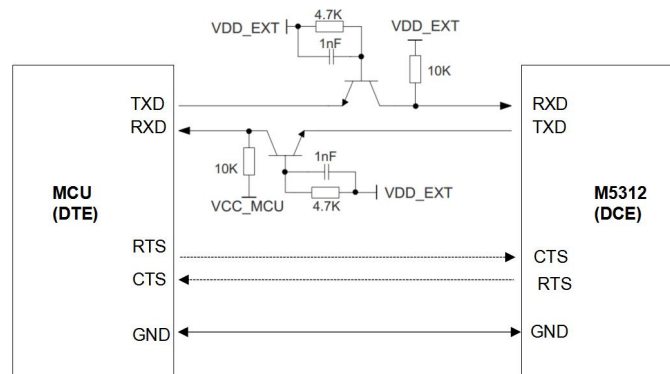 4.7K
VDD_EXT
VDD_EXT
1nF
10K
TXD
RXD
RXD
TXD
10K
1nF
MCU
(DTE)
VCC_MCU
4.7K
VDD_EXT
M5312
(DCE)
RTS
CTS
CTS
RTS
GND
GND